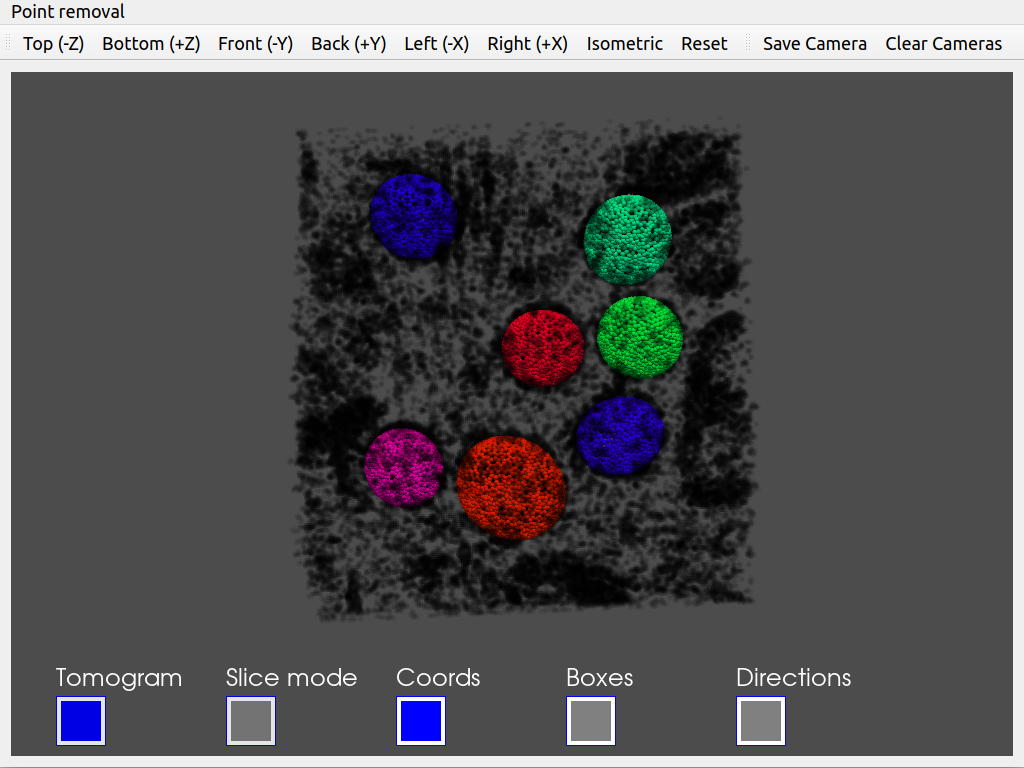 Point removal
Top (-Z) Bottom (+Z) Front (-Y) Back (+Y) Left (-X) Right (+X) Isometric Reset Save Camera Clear Cameras
Tomogram Slice mode Coords Boxes Directions